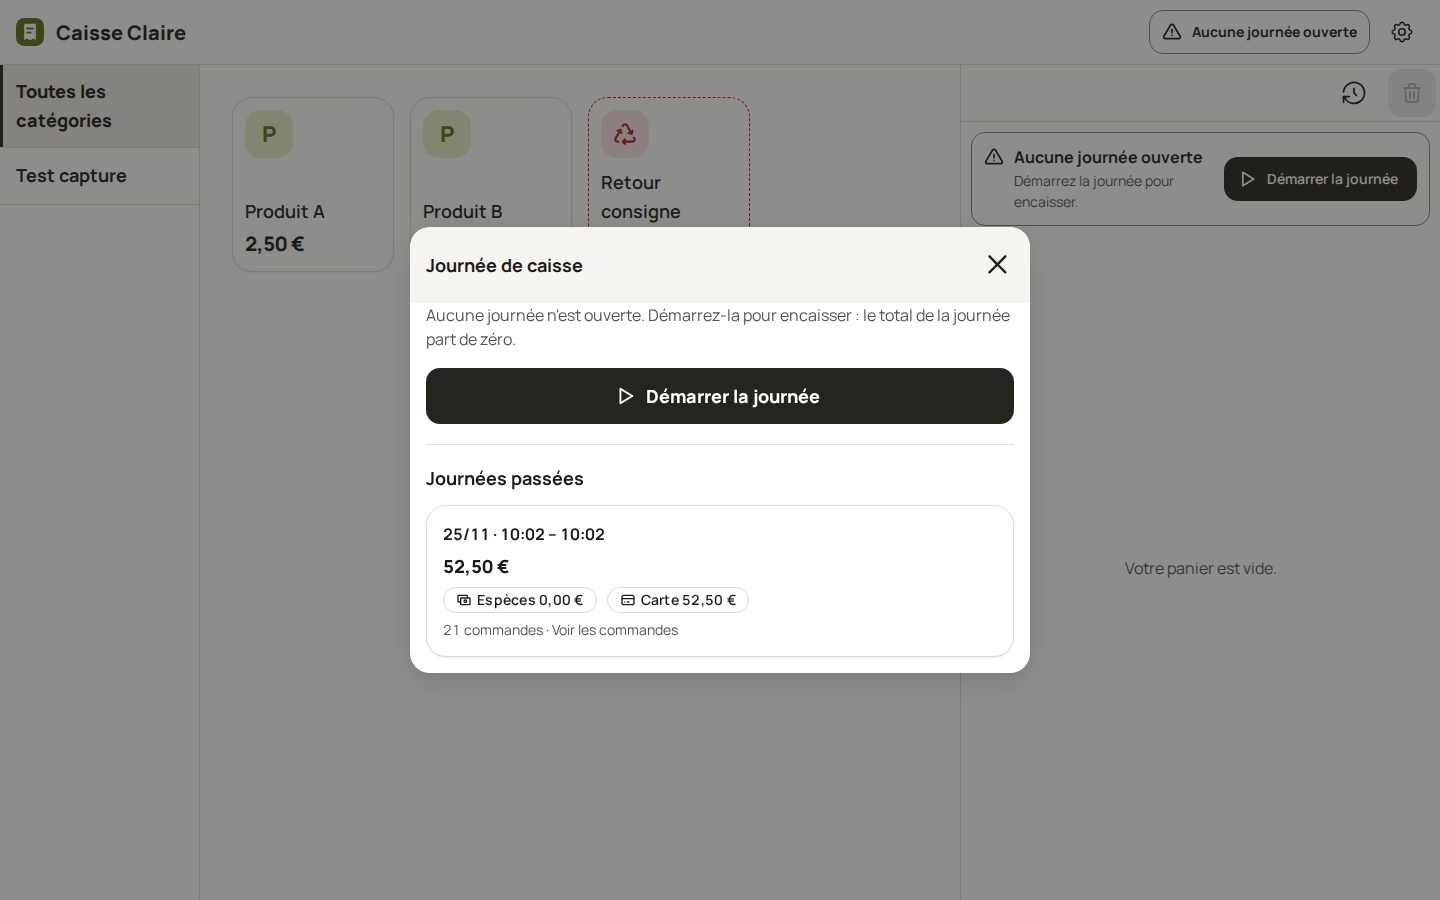 Caisse Claire
Aucune journée ouverte
Toutes les
catégories
Test capture
P
Produit A
2,50 €
P
Produit B
Retour
consigne
Aucune journée ouverte
Démarrez la journée pour
encaisser.
Démarrer la journée
Votre panier est vide.
Journée de caisse
Aucune journée n'est ouverte. Démarrez-la pour encaisser : le total de la journée
part de zéro.
Démarrer la journée
Journées passées
25/11 · 10:02 – 10:02
52,50 €
Espèces 0,00 €
Carte 52,50 €
21 commandes · Voir les commandes